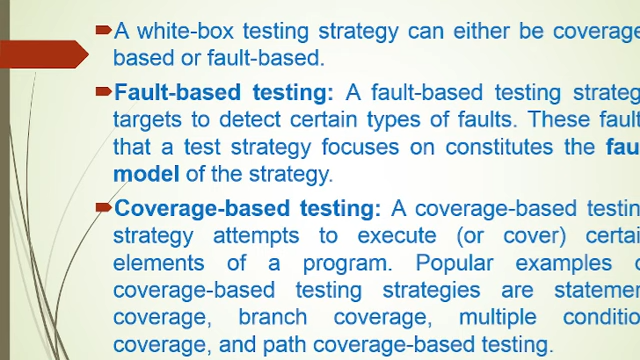 A white-box testing strategy can either be coverage
based or fault-based.
Fault-based testing: A fault-based testing strateg
targets to detect certain types of faults. These fault
that a test strategy focuses on constitutes the fau
model of the strategy.
Coverage-based testing: A coverage-based testin
strategy attempts to execute (or cover) certai
elements of a program. Popular examples o
coverage-based testing strategies are statemen
coverage, branch coverage, multiple conditio
coverage, and path coverage-based testing.